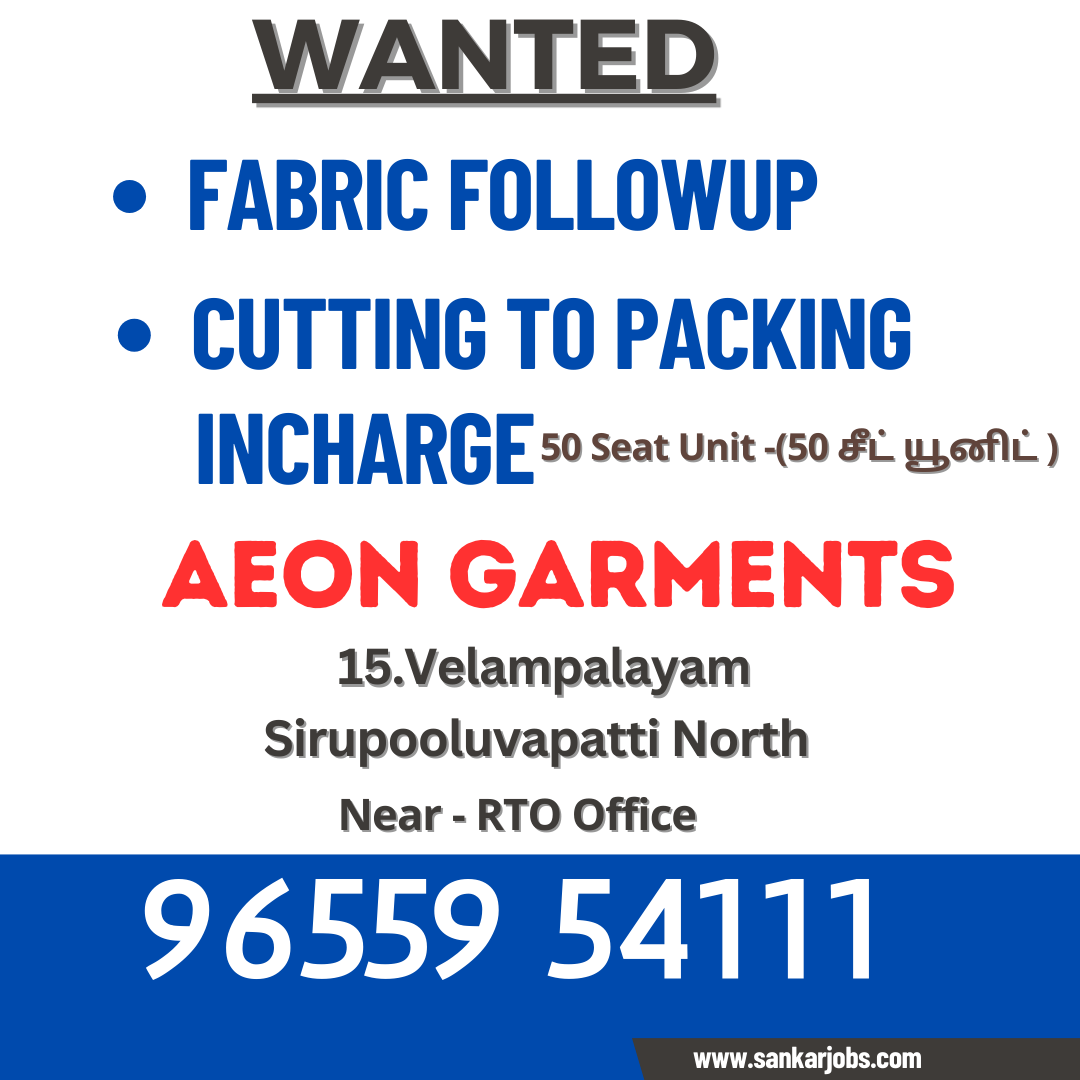 WANTED
• FABRIC FOLLOWUP
• CUTTING TO PACKING
INCHARGE 50 Seat Unit -(50 சீட் யூனிட் )
AEON GARMENTS
15.Velampalayam
Sirupooluvapatti North
Near - RTO Office
96559 54111
www.sankarjobs.com